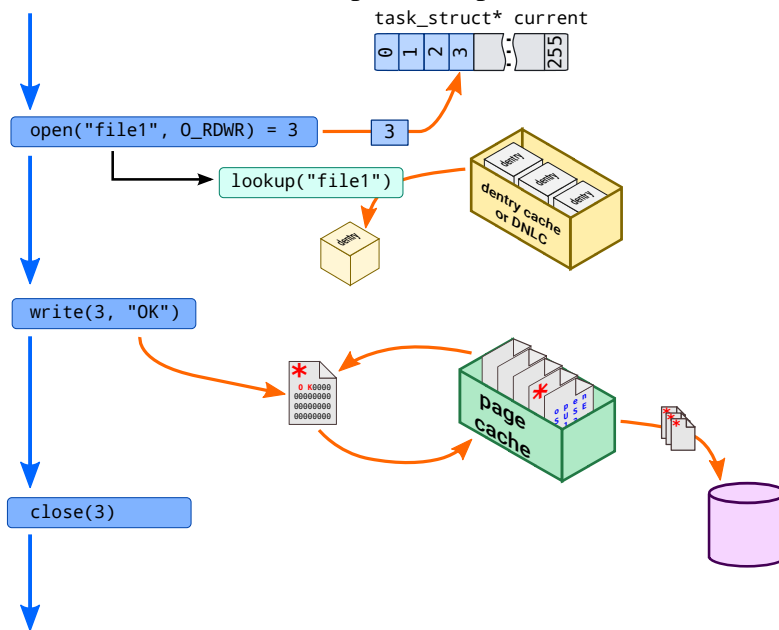 task_struct* current
0 1 2 3 255
open("file1", O_RDWR) = 3
3
lookup("file1")
dentry
dentry
dentry
dentry cache
or DNLC
dentry
write(3, "OK")
*
O K0000
00000000
00000000
00000000
*
o p e n
S U S E
page
cache
*
*
*
close(3)